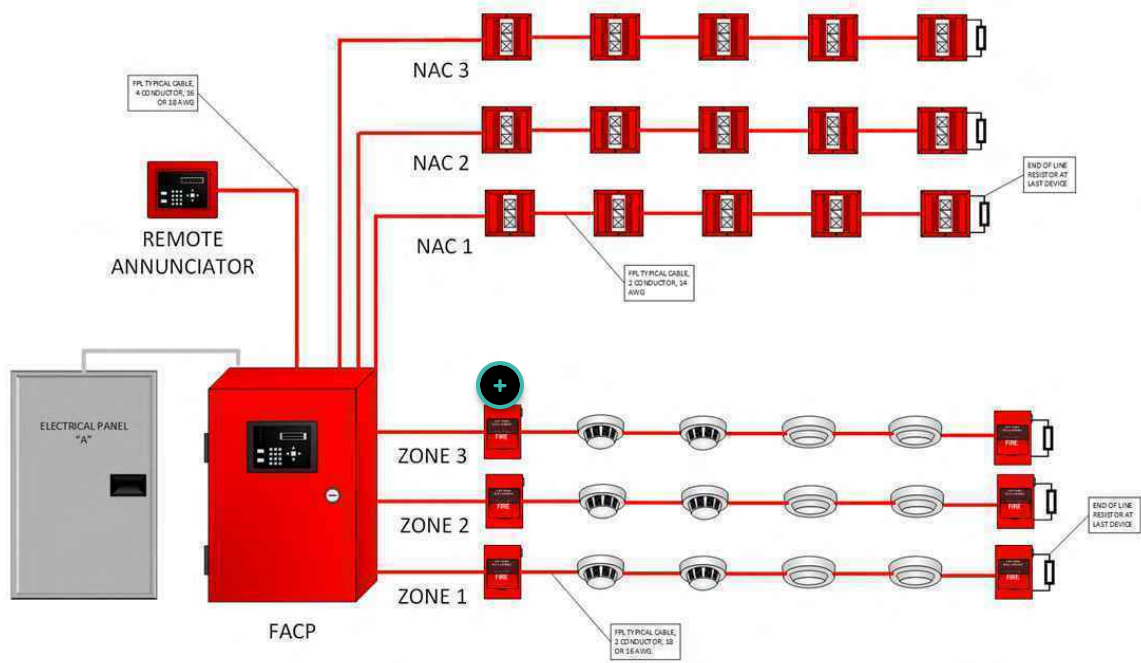 NAC 3
FPL TYPICAL CABLE,
4 CONDUCTOR, 16
OR 18 AWG
NAC 2
END OF LINE
RESISTOR AT
LAST DEVICE
REMOTE
ANNUNCIATOR
NAC 1
FPL TYPICAL CABLE,
2 CONDUCTOR, 14
AWG
+
ELECTRICAL PANEL
"A"
FIRE
FIRE
ZONE 3
FIRE
FIRE
ZONE 2
END OF LINE
RESISTOR AT
LAST DEVICE
FIRE
FIRE
ZONE 1
FACP
FPL TYPICAL CABLE,
2 CONDUCTOR, 18
OR 16 AWG.